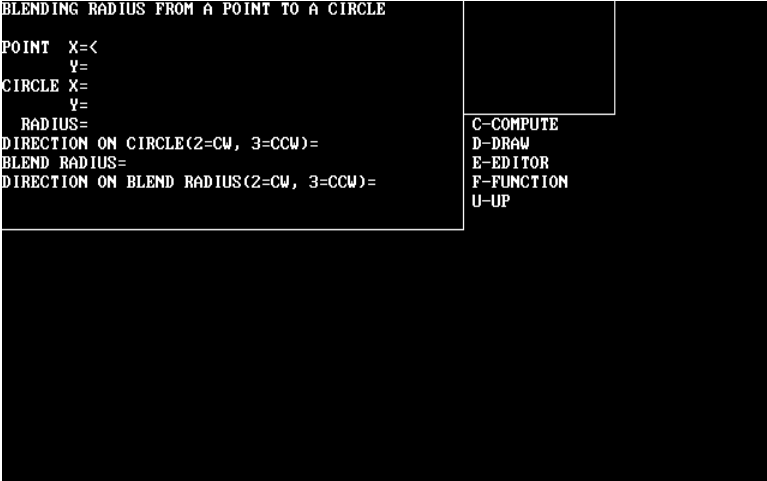 BLENDING RADIUS FROM A POINT TO A CIRCLE
POINT X=<
Y=
CIRCLE X=
Y=
RADIUS=
DIRECTION ON CIRCLE(2=CW, 3=CCW)=
BLEND RADIUS=
DIRECTION ON BLEND RADIUS(2=CW, 3=CCW)=
C-COMPUTE
D-DRAW
E-EDITOR
F-FUNCTION
U-UP